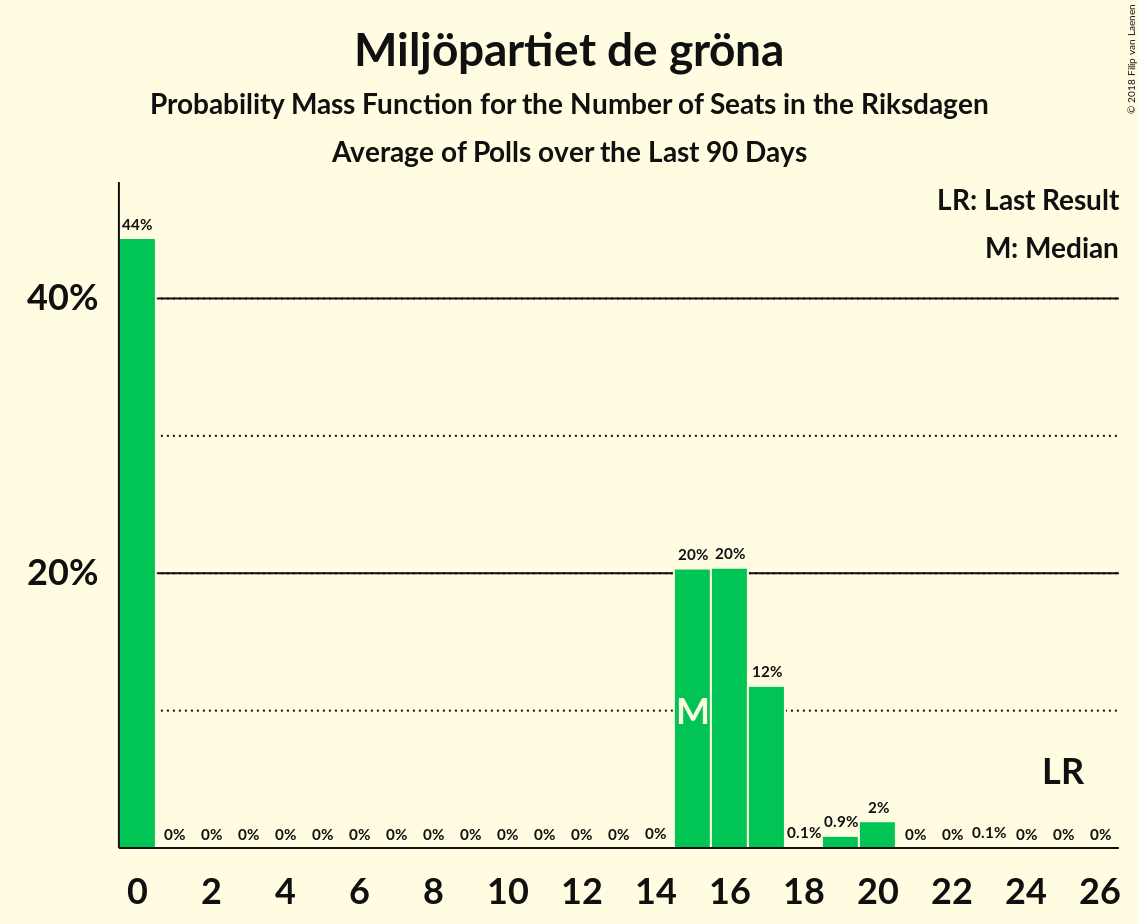 Miljöpartiet de gröna
Probability Mass Function for the Number of Seats in the Riksdagen
Average of Polls over the Last 90 Days
© 2018 Filip van Laenen
LR: Last Result
M: Median
44%
40%
20%
20% 20%
12%
M
LR
0% 0% 0% 0% 0% 0% 0% 0% 0% 0% 0% 0% 0% 0% 0.1% 0.9% 2% 0% 0% 0.1% 0% 0% 0%
0 2 4 6 8 10 12 14 16 18 20 22 24 26